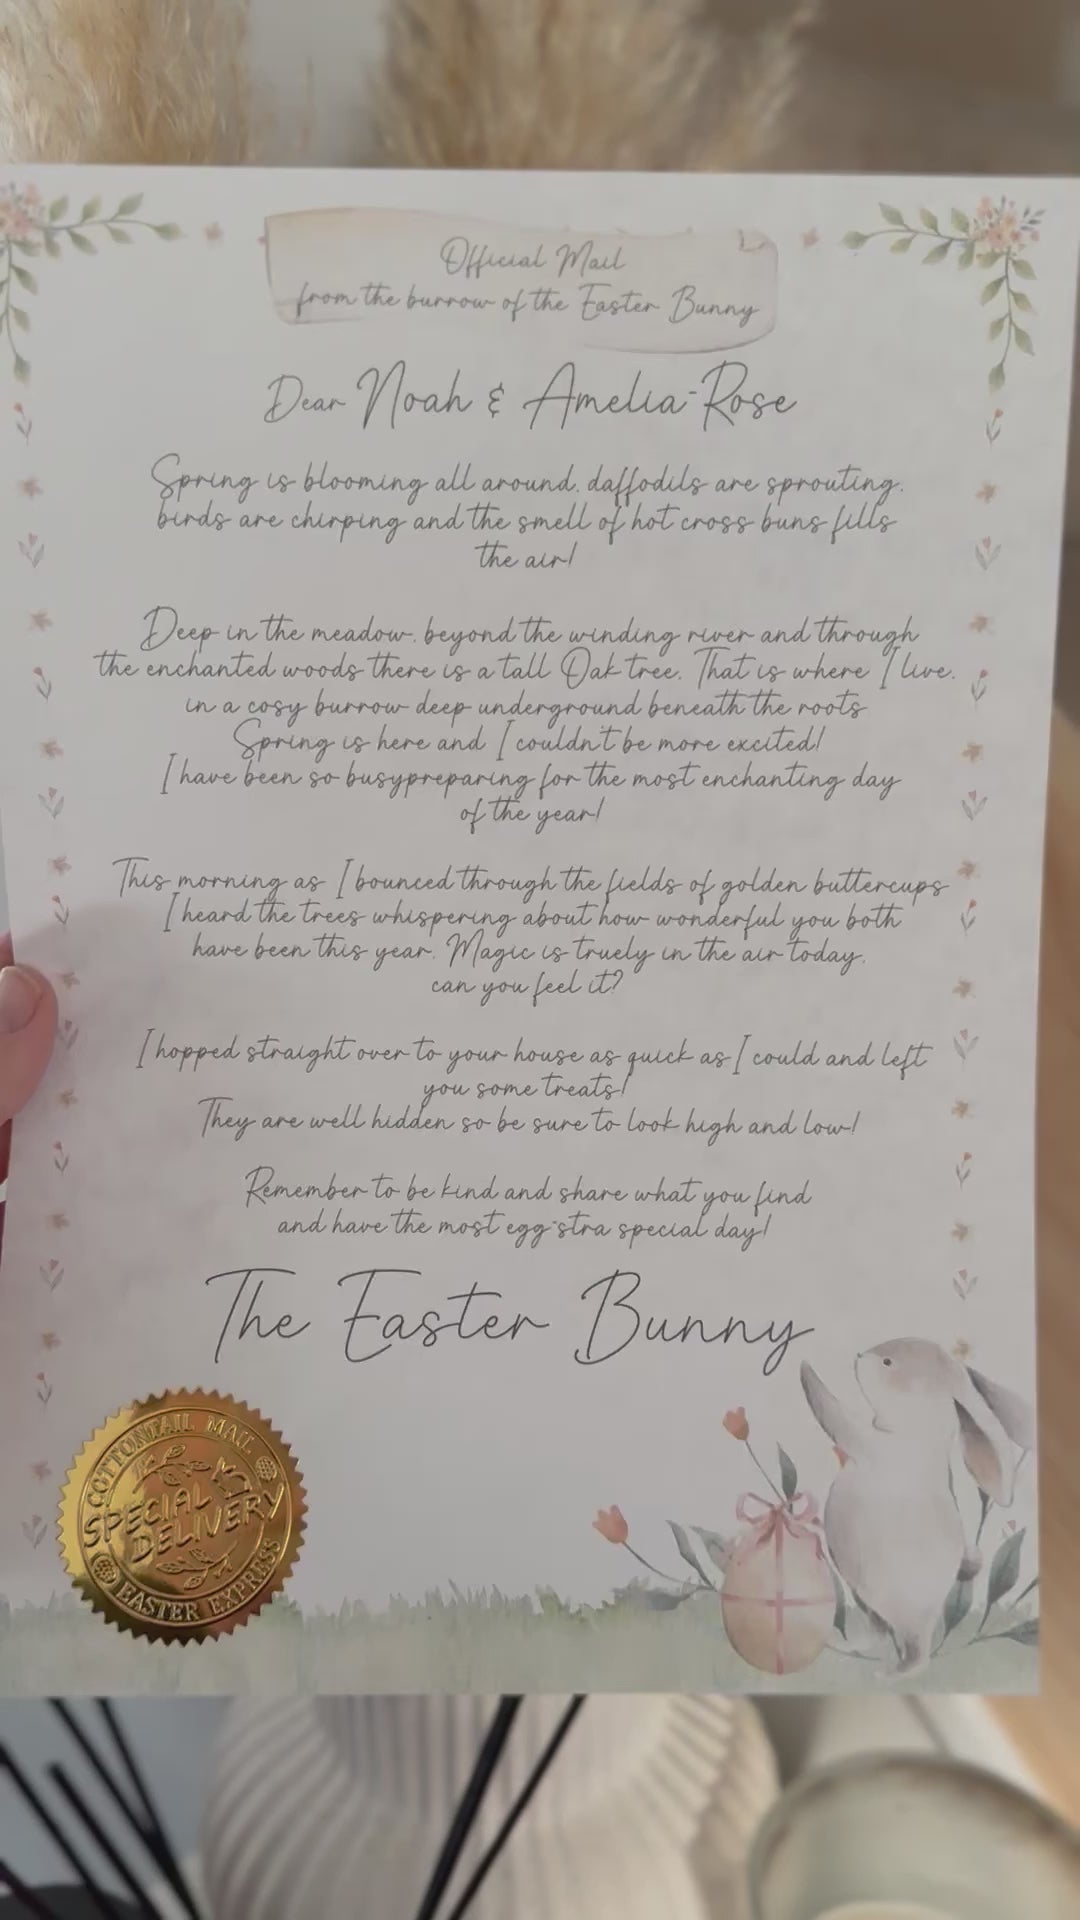 Official Mail
from the burrow of the Easter Bunny
Dear Noah & Amelia-Rose
Spring is blooming all around, daffodils are sprouting,
birds are chirping and the smell of hot cross buns fills
the air!
Deep in the meadow, beyond the winding river and through
the enchanted woods there is a tall Oak tree. That is where I live,
in a cosy burrow deep underground beneath the roots
Spring is here and I couldn't be more excited!
I have been so busypreparing for the most enchanting day
of the year!
This morning as I bounced through the fields of golden buttercups
I heard the trees whispering about how wonderful you both
have been this year. Magic is truely in the air today,
can you feel it?
I hopped straight over to your house as quick as I could and left
you some treats!
They are well hidden so be sure to look high and low!
Remember to be kind and share what you find
and have the most egg-stra special day!
The Easter Bunny
COTTONTAIL MAIL
SPECIAL
DELIVERY
EASTER EXPRESS